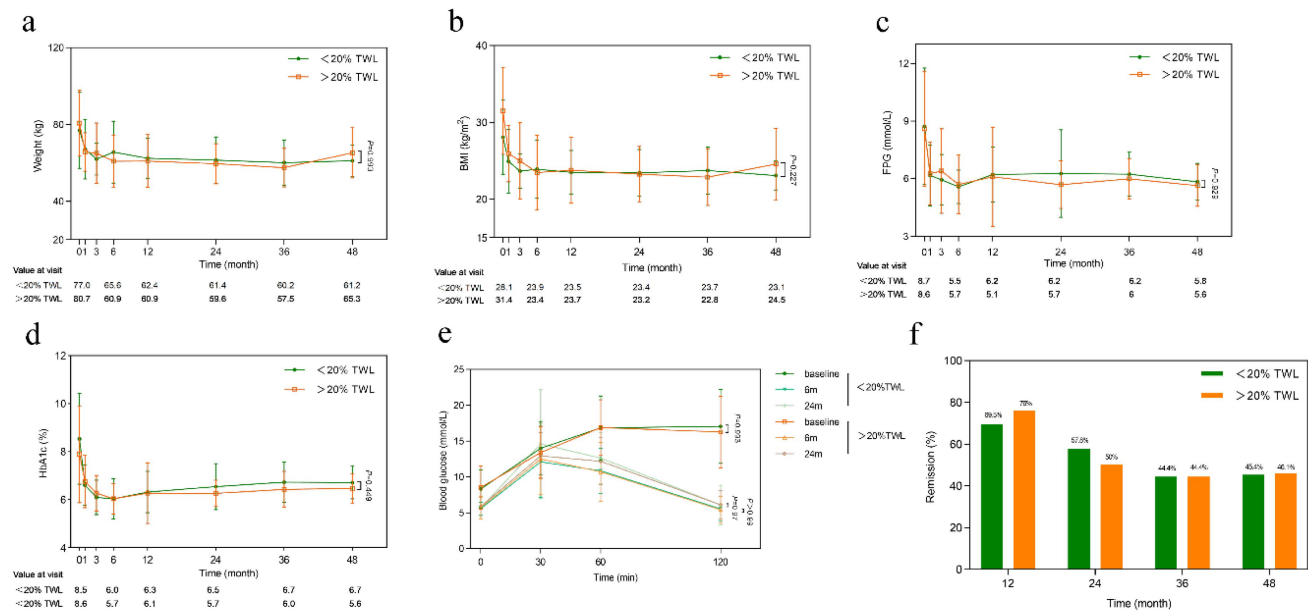 a
120
100
80
60
40
20
Weight (kg)
＜20% TWL
＞20% TWL
P=0.993
01 3 6 12 24 36 48
Time (month)
Value at visit
＜20% TWL 77.0 65.6 62.4 61.4 60.2 61.2
＞20% TWL 80.7 60.9 60.9 59.6 57.5 65.3
b
40
30
20
15
BMI (kg/m²)
＜20% TWL
＞20% TWL
P=0.227
01 3 6 12 24 36 48
Time (month)
Value at visit
＜20% TWL 28.1 23.9 23.5 23.4 23.7 23.1
＞20% TWL 31.4 23.4 23.7 23.2 22.8 24.5
c
12
9
6
3
FPG (mmol/L)
＜20% TWL
＞20% TWL
P=0.929
01 3 6 12 24 36 48
Time (month)
Value at visit
＜20% TWL 8.7 5.5 6.2 6.2 6.2 5.8
＞20% TWL 8.6 5.7 5.1 5.7 6 5.6
d
12
10
8
6
4
HbA1c (%)
＜20% TWL
＞20% TWL
P=0.449
01 3 6 12 24 36 48
Time (month)
Value at visit
＜20% TWL 8.5 6.0 6.3 6.5 6.7 6.7
＞20% TWL 8.6 5.7 6.1 5.7 6.0 5.6
e
25
20
15
10
5
0
Blood glucose (mmol/L)
baseline
6m
24m
＜20%TWL
baseline
6m
24m
＞20%TWL
P=0.97
P>0.99
0 30 60 120
Time (min)
f
100
80
60
40
20
0
Remission (%)
＜20% TWL
＞20% TWL
76%
57.8%
50%
44.4%
44.4%
45.4%
46.1%
12 24 36 48
Time (month)